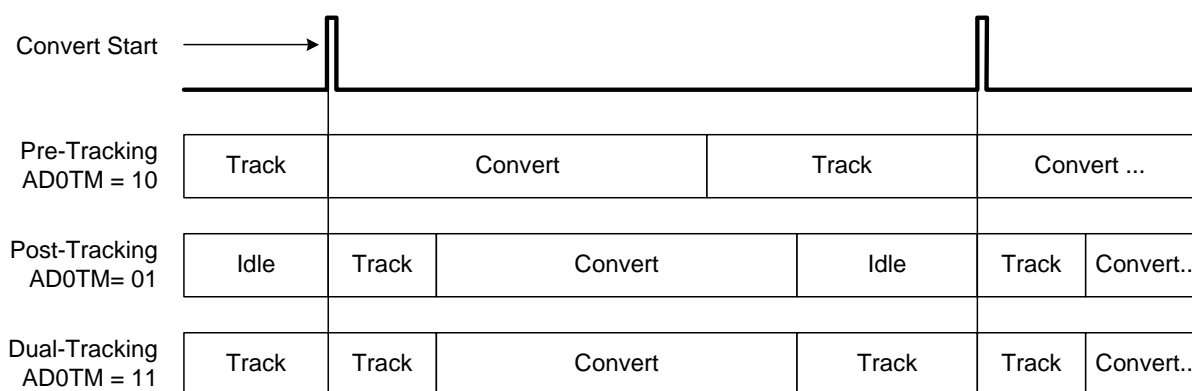 Convert Start
Pre-Tracking
AD0TM = 10
Track Convert Track Convert ...
Post-Tracking
AD0TM= 01
Idle Track Convert Idle Track Convert..
Dual-Tracking
AD0TM = 11
Track Track Convert Track Track Convert..